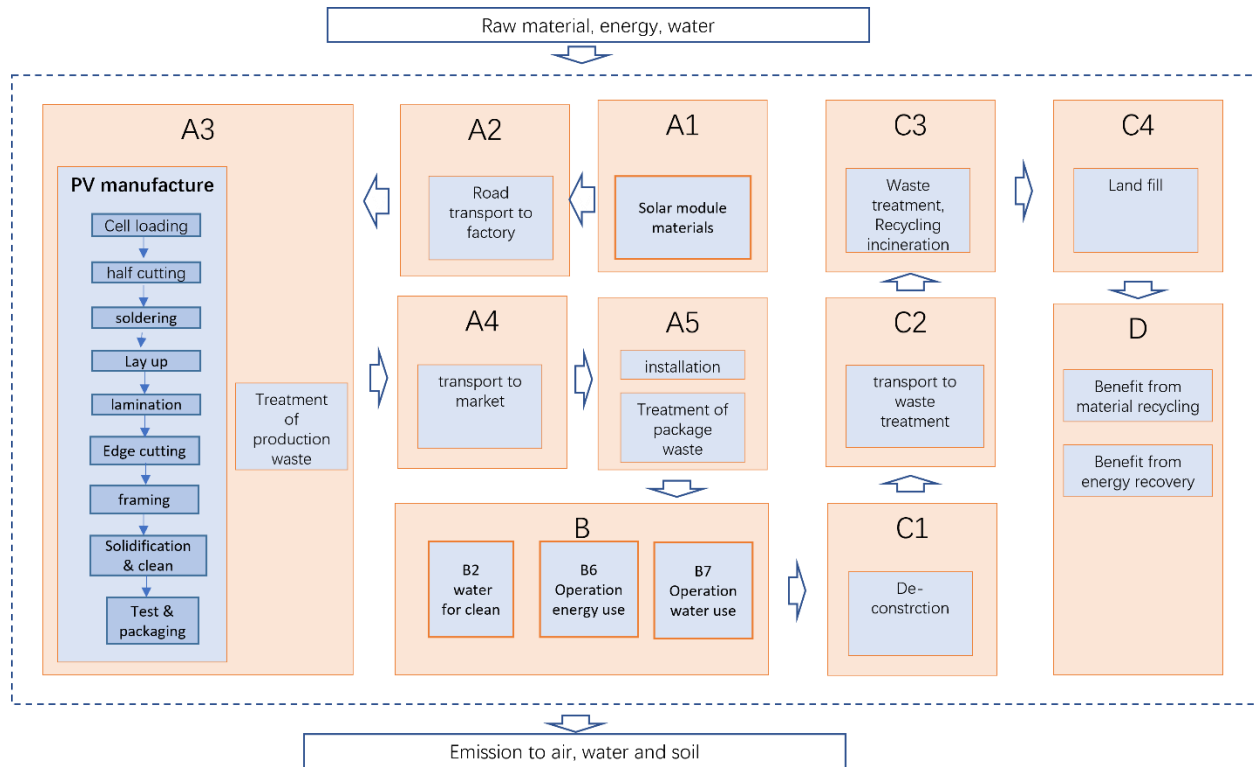 Raw material, energy, water
A3
PV manufacture
Cell loading
half cutting
soldering
Lay up
lamination
Edge cutting
framing
Solidification
& clean
Test &
packaging
Treatment
of
production
waste
A2
Road
transport to
factory
A1
Solar module
materials
A4
transport to
market
A5
installation
Treatment of
package
waste
B
B2
water
for clean
B6
Operation
energy use
B7
Operation
water use
C3
Waste
treatment,
Recycling
incineration
C2
transport to
waste
treatment
C1
De-
constrction
C4
Land fill
D
Benefit from
material recycling
Benefit from
energy recovery
Emission to air, water and soil